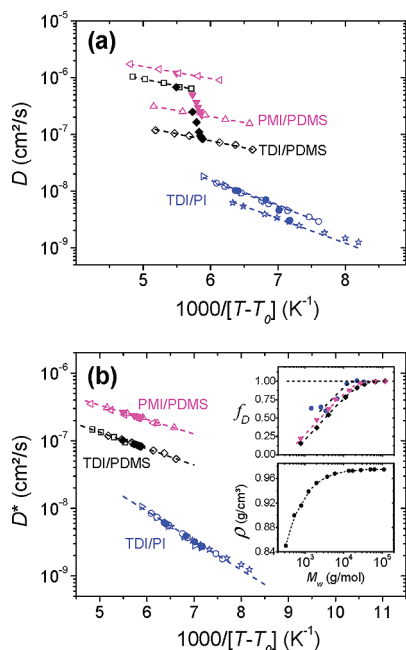 (a)
10⁻⁵
10⁻⁶
10⁻⁷
10⁻⁸
10⁻⁹
D (cm²/s)
PMI/PDMS
TDI/PDMS
TDI/PI
5 6 7 8
1000/[T-T₀] (K⁻¹)
(b)
10⁻⁶
10⁻⁷
10⁻⁸
10⁻⁹
D* (cm²/s)
PMI/PDMS
TDI/PDMS
TDI/PI
1.00
0.75
0.50
0.25
0.00
f_D
0.96
0.92
0.88
0.84
ρ (g/cm³)
10³ 10⁴ 10⁵
M_w (g/mol)
5 6 7 8 9 10 11
1000/[T-T₀] (K⁻¹)